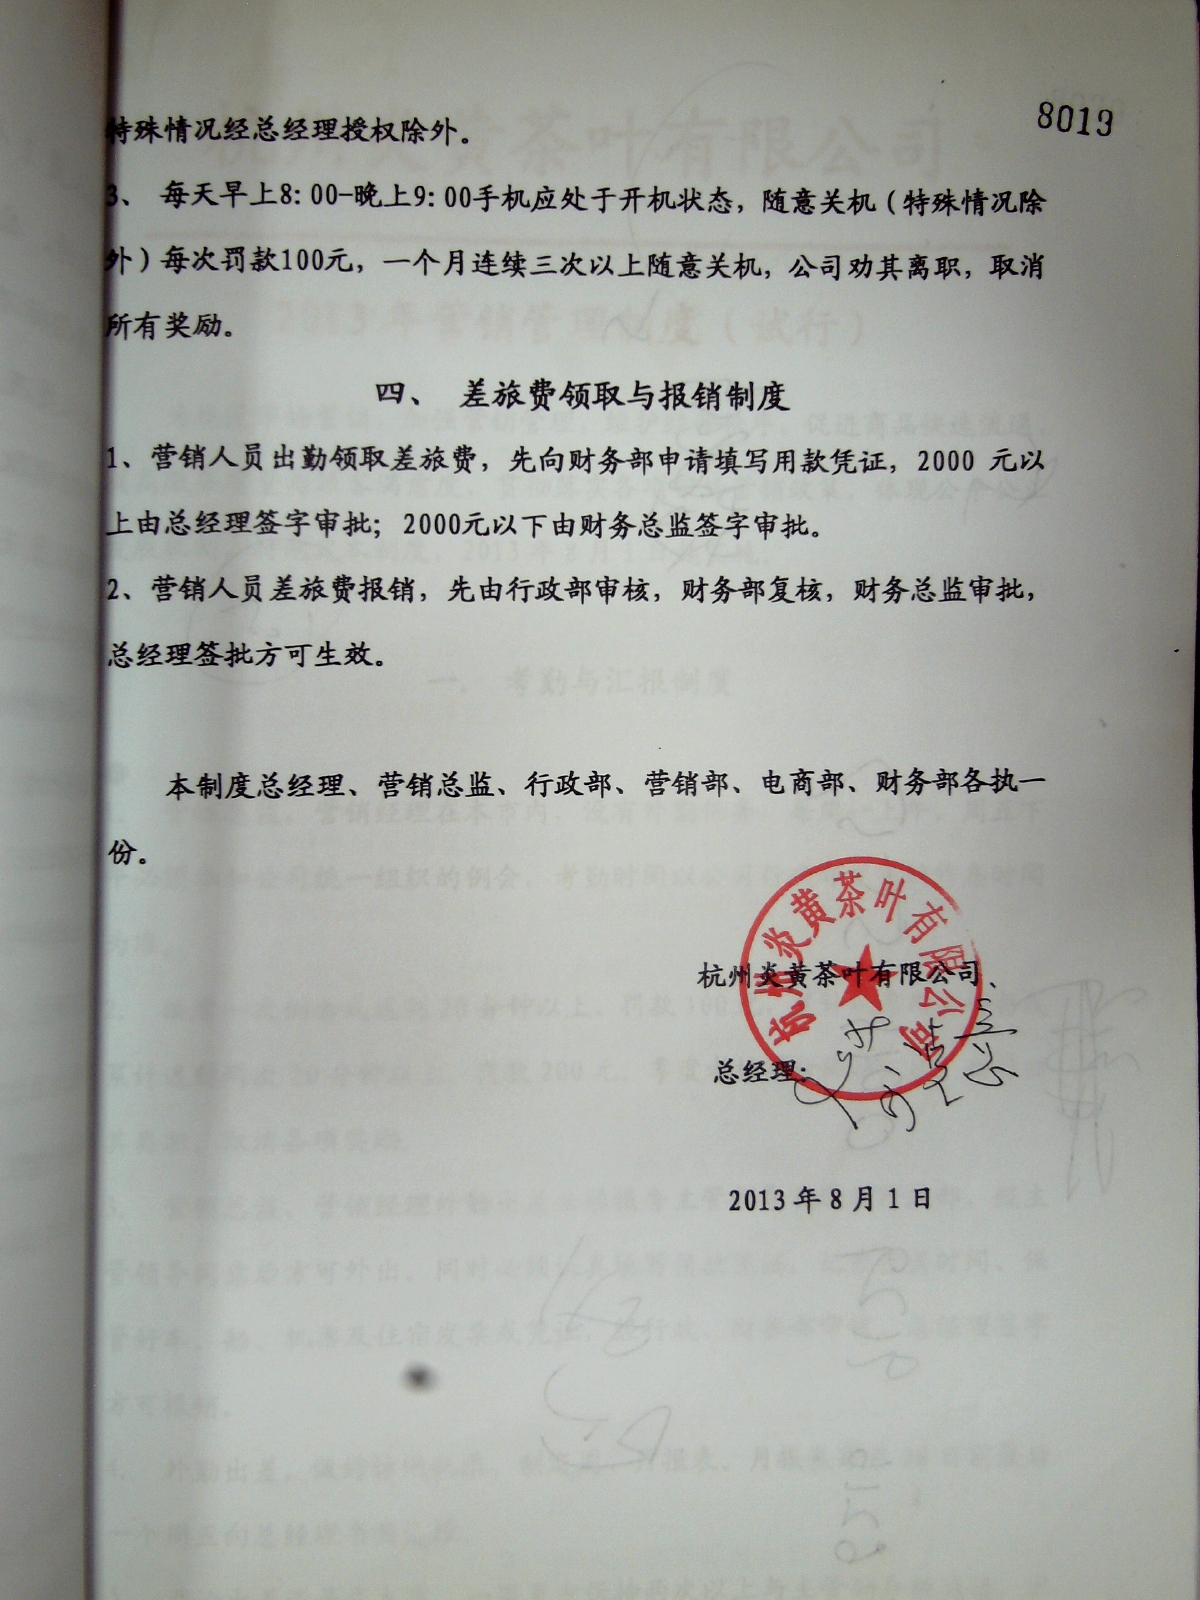 8019
特殊情况经总经理授权除外。
3、 每天早上8：00-晚上9：00手机应处于开机状态，随意关机（特殊情况除
外）每次罚款100元，一个月连续三次以上随意关机，公司劝其离职，取消
所有奖励。
四、 差旅费领取与报销制度
1、营销人员出勤领取差旅费，先向财务部申请填写用款凭证，2000 元以
上由总经理签字审批；2000元以下由财务总监签字审批。
2、营销人员差旅费报销，先由行政部审核，财务部复核，财务总监审批，
总经理签批方可生效。
本制度总经理、营销总监、行政部、营销部、电商部、财务部各执一
份。
杭州炎黄茶叶有限公司
杭州炎黄茶叶有限公司、
总经理：
2013年8月1日